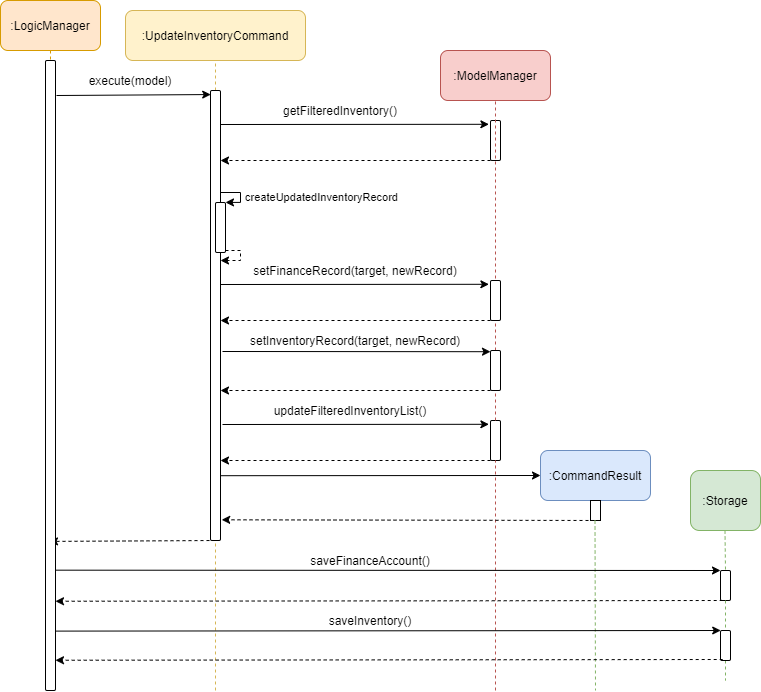 :LogicManager
:UpdateInventoryCommand
:ModelManager
execute(model)
getFilteredInventory()
createUpdatedInventoryRecord
setFinanceRecord(target, newRecord)
setInventoryRecord(target, newRecord)
updateFilteredInventoryList()
:CommandResult
:Storage
saveFinanceAccount()
saveInventory()